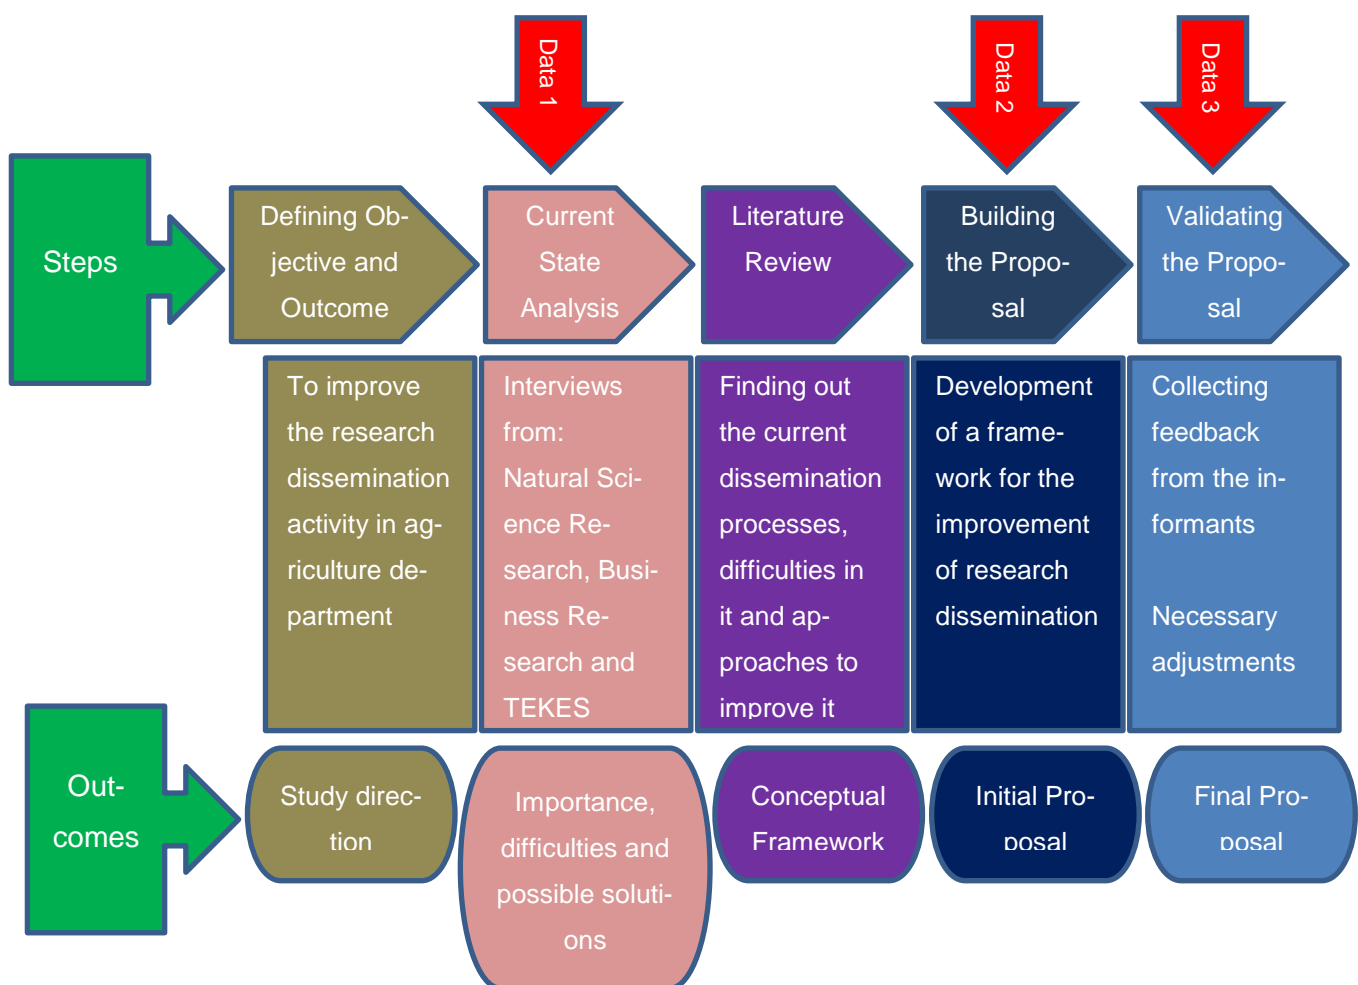 Data 1
Data 2
Data 3
Steps
Defining Ob-
jective and
Outcome
Current
State
Analysis
Literature
Review
Building
the Propo-
sal
Validating
the Propo-
sal
To improve
the research
dissemination
activity in ag-
riculture de-
partment
Interviews
from:
Natural Sci-
ence Re-
search, Busi-
ness Re-
search and
TEKES
Finding out
the current
dissemination
processes,
difficulties in
it and ap-
proaches to
improve it
Development
of a frame-
work for the
improvement
of research
dissemination
Collecting
feedback
from the in-
formants
Necessary
adjustments
Out-
comes
Study direc-
tion
Importance,
difficulties and
possible soluti-
ons
Conceptual
Framework
Initial Pro-
posal
Final Pro-
posal